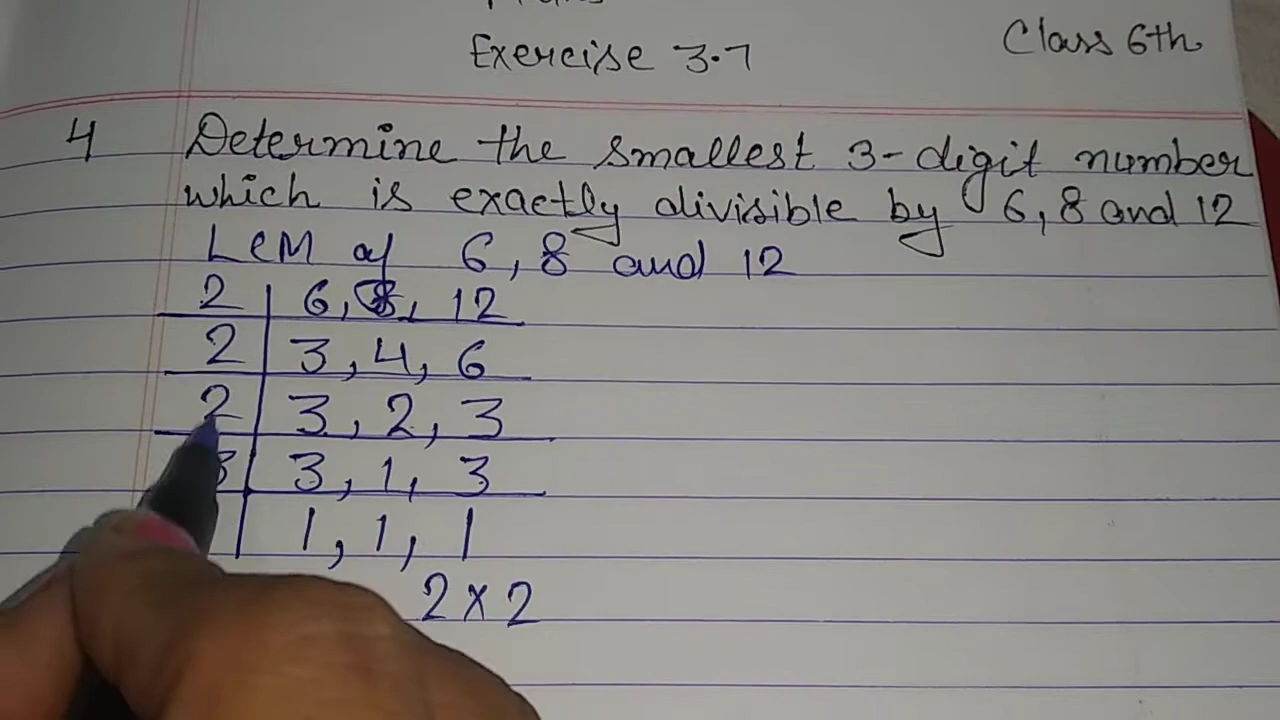 Exercise 3.7
Class 6th
4 Determine the smallest 3-digit number
which is exactly divisible by 6, 8 and 12
LCM of 6, 8 and 12
2 6, 8, 12
2 3, 4, 6
2 3, 2, 3
3 3, 1, 3
1, 1, 1
2 x 2